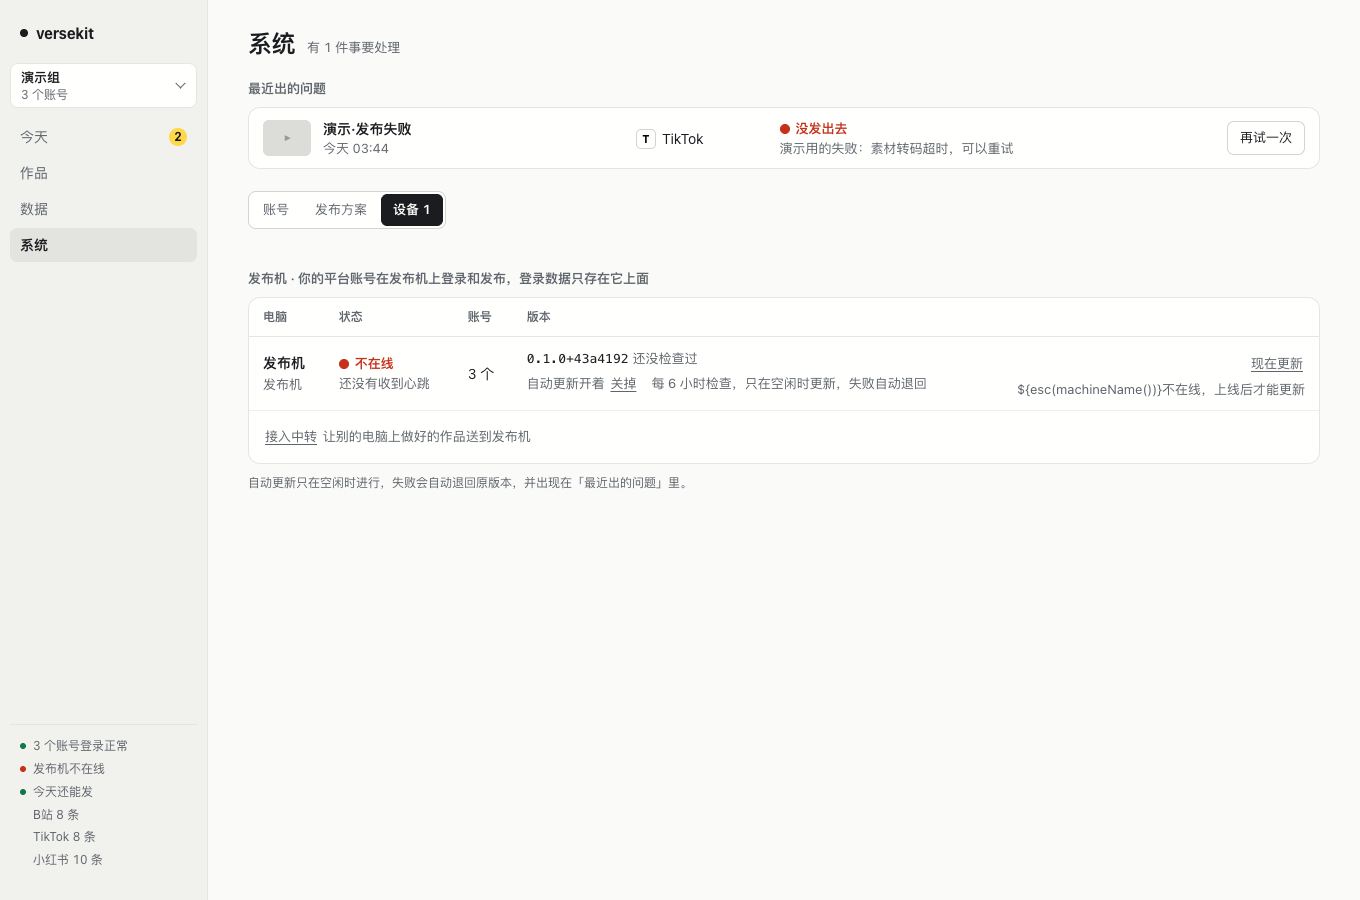 versekit
演示组
3 个账号
今天 2
作品
数据
系统
3 个账号登录正常
发布机不在线
今天还能发
B站 8 条
TikTok 8 条
小红书 10 条
系统 有 1 件事要处理
最近出的问题
演示·发布失败
今天 03:44
T TikTok
没发出去
演示用的失败：素材转码超时，可以重试
再试一次
账号 发布方案 设备 1
发布机 · 你的平台账号在发布机上登录和发布，登录数据只存在它上面
电脑 状态 账号 版本
发布机
发布机
不在线
还没有收到心跳
3 个
0.1.0+43a4192 还没检查过
自动更新开着 关掉 每 6 小时检查，只在空闲时更新，失败自动退回
现在更新
${esc(machineName())}不在线，上线后才能更新
接入中转 让别的电脑上做好的作品送到发布机
自动更新只在空闲时进行，失败会自动退回原版本，并出现在「最近出的问题」里。